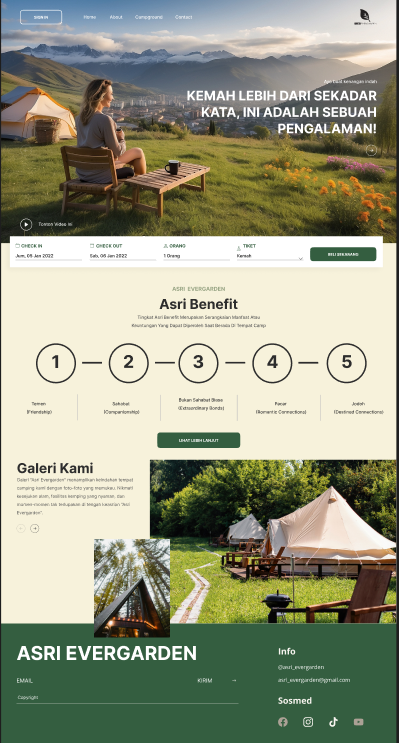 SIGN IN
Home
About
Campground
Contact
Ayo buat kenangan indah
KEMAH LEBIH DARI SEKADAR
KATA, INI ADALAH SEBUAH
PENGALAMAN!
Tonton Video Ini
CHECK IN
Jum, 05 Jan 2022
CHECK OUT
Sab, 06 Jan 2022
ORANG
1 Orang
TIKET
Kemah
BELI SEKARANG
ASRI EVERGARDEN
Asri Benefit
Tingkat Asri Benefit Merupakan Serangkaian Manfaat Atau
Keuntungan Yang Dapat Diperoleh Saat Berada Di Tempat Camp
1
2
3
4
5
Temen
(Friendship)
Sahabat
(Companionship)
Bukan Sahabat Biasa
(Extraordinary Bonds)
Pacar
(Romantic Connections)
Jodoh
(Destined Connections)
LIHAT LEBIH LANJUT
Galeri Kami
Galeri "Asri Evergarden" menampilkan keindahan tempat
camping kami dengan foto-foto yang memukau. Nikmati
kesejukan alam, fasilitas kemping yang nyaman, dan
momen-momen tak terlupakan di tengah keasrian "Asri
Evergarden".
ASRI EVERGARDEN
EMAIL
KIRIM
Copyright
Info
@asri_evergarden
asri_evergarden@gmail.com
Sosmed